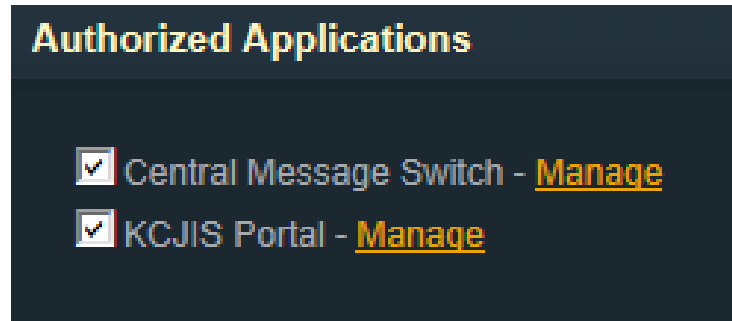 Authorized Applications
Central Message Switch - Manage
KCJIS Portal - Manage